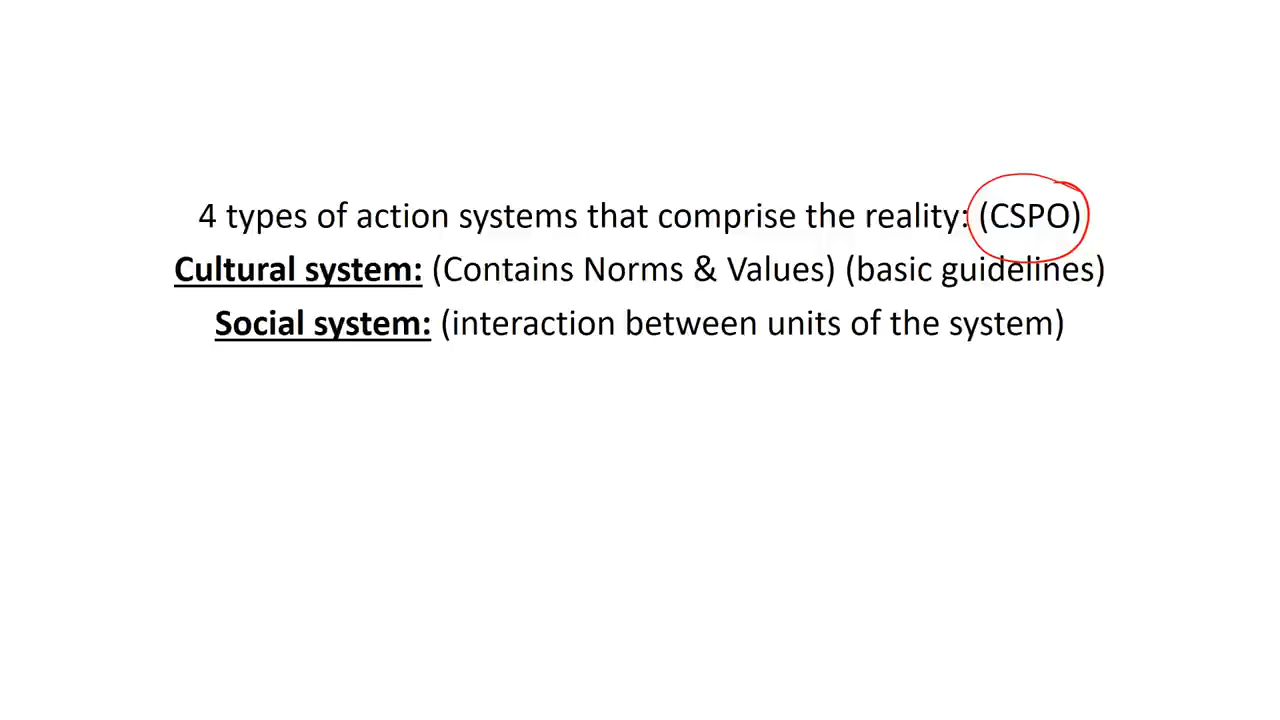 4 types of action systems that comprise the reality: (CSPO)
Cultural system: (Contains Norms & Values) (basic guidelines)
Social system: (interaction between units of the system)